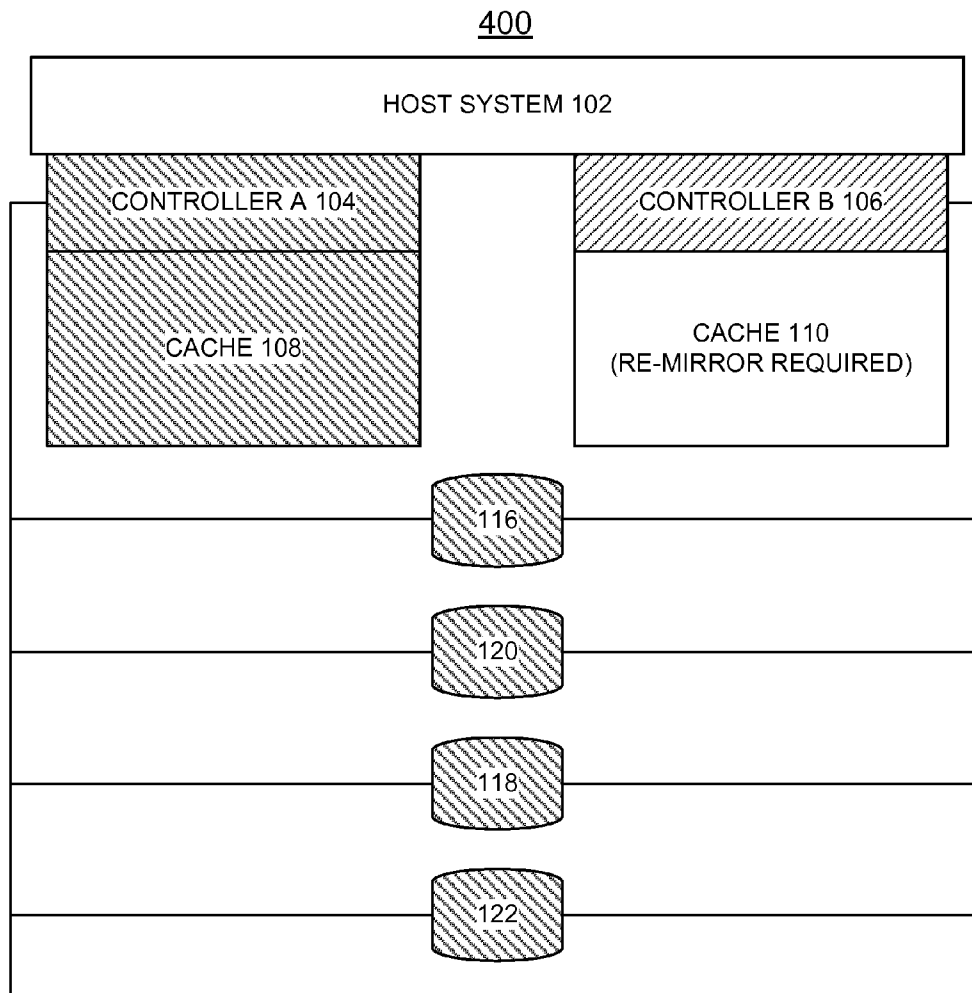 400
HOST SYSTEM 102
CONTROLLER A 104
CONTROLLER B 106
CACHE 108
CACHE 110
(RE-MIRROR REQUIRED)
116
120
118
122